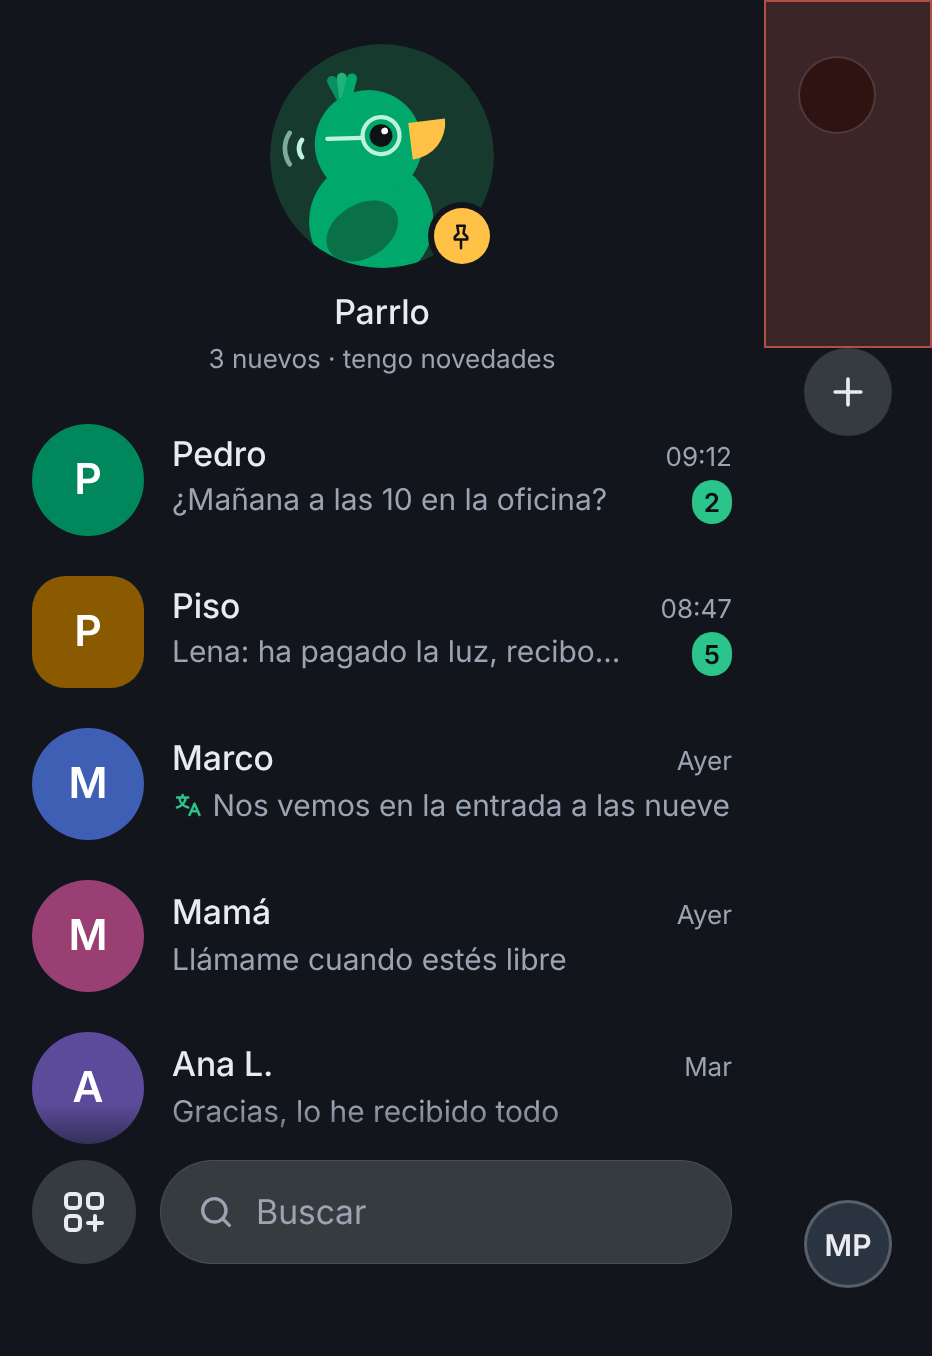 Parrlo
3 nuevos · tengo novedades
P
Pedro
09:12
¿Mañana a las 10 en la oficina?
2
P
Piso
08:47
Lena: ha pagado la luz, recibo...
5
M
Marco
Ayer
Nos vemos en la entrada a las nueve
M
Mamá
Ayer
Llámame cuando estés libre
A
Ana L.
Mar
Gracias, lo he recibido todo
Buscar
MP